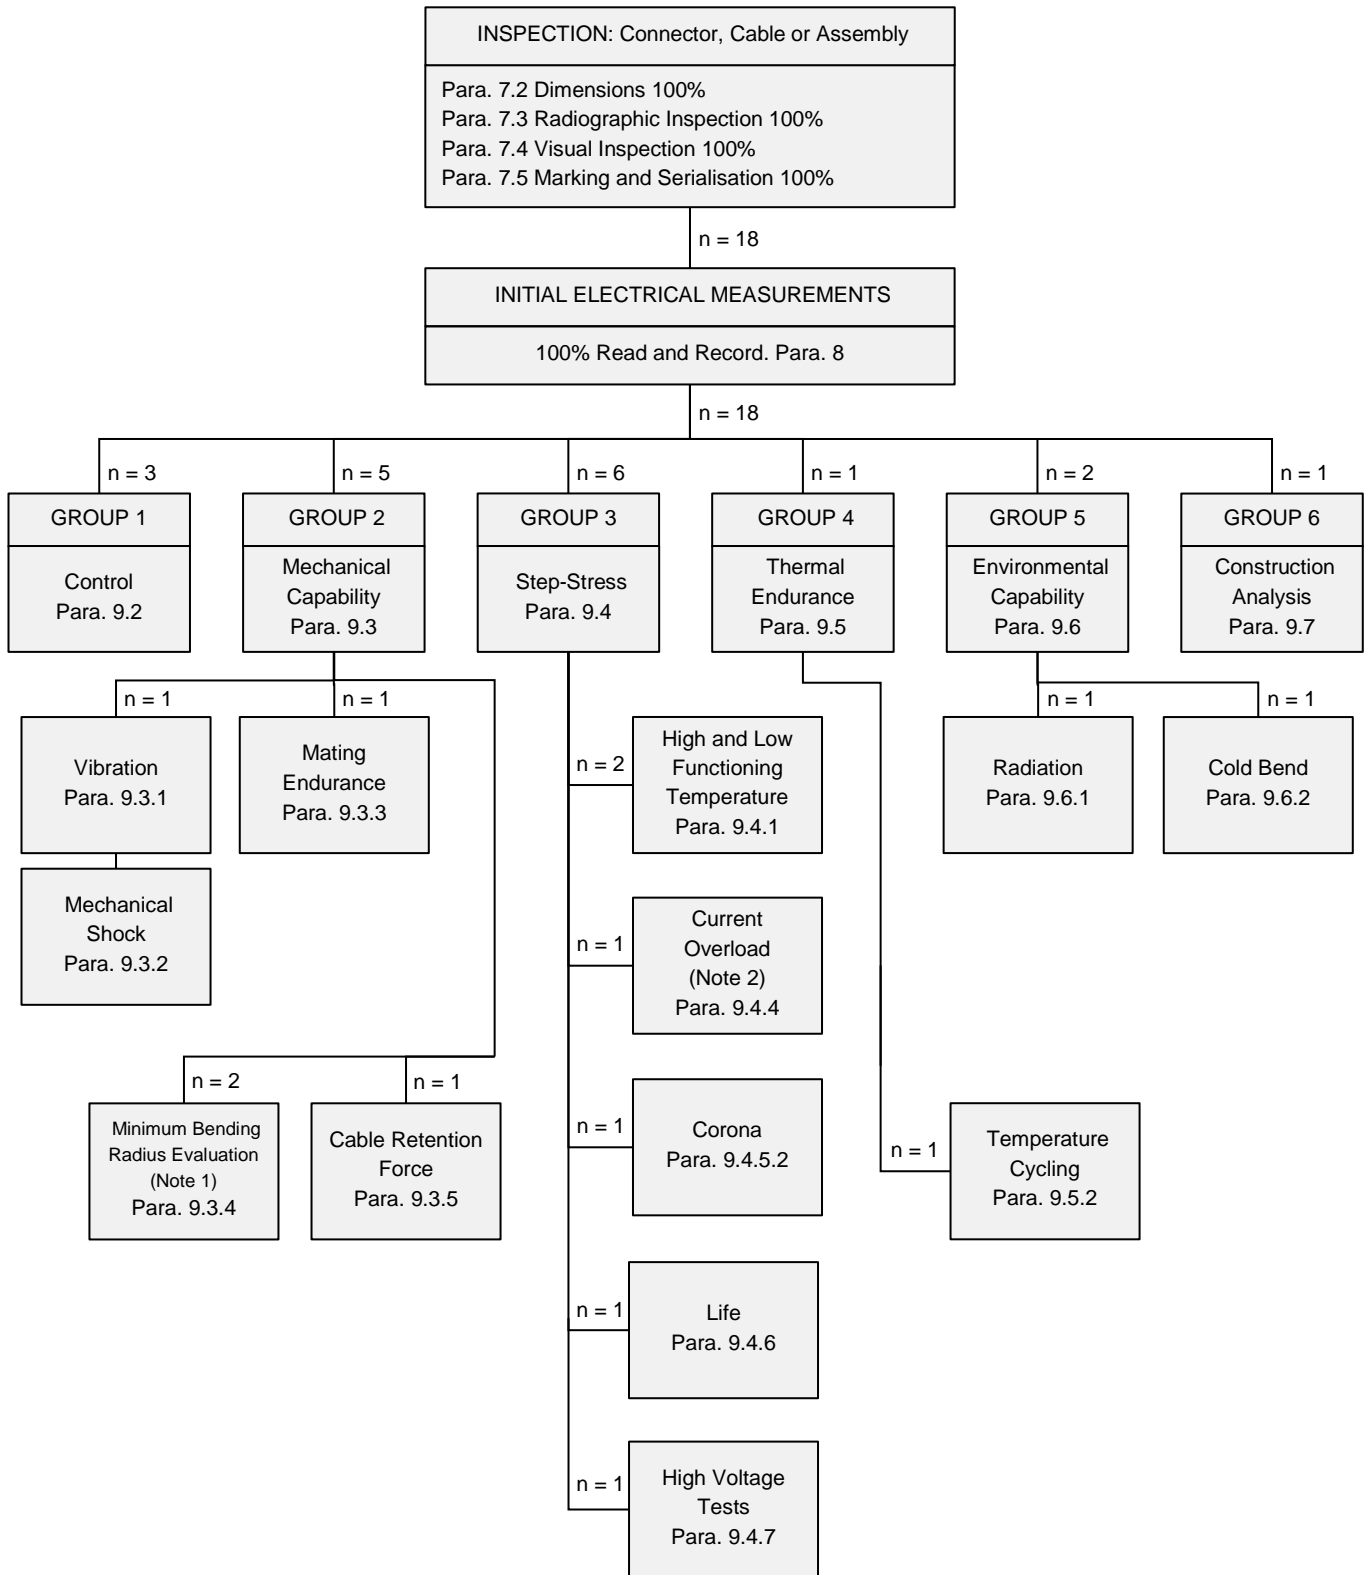 INSPECTION: Connector, Cable or Assembly
Para. 7.2 Dimensions 100%
Para. 7.3 Radiographic Inspection 100%
Para. 7.4 Visual Inspection 100%
Para. 7.5 Marking and Serialisation 100%
n = 18
INITIAL ELECTRICAL MEASUREMENTS
100% Read and Record. Para. 8
n = 18
n = 3
GROUP 1
Control
Para. 9.2
n = 5
GROUP 2
Mechanical
Capability
Para. 9.3
n = 6
GROUP 3
Step-Stress
Para. 9.4
n = 1
GROUP 4
Thermal
Endurance
Para. 9.5
n = 2
GROUP 5
Environmental
Capability
Para. 9.6
n = 1
GROUP 6
Construction
Analysis
Para. 9.7
n = 1
Vibration
Para. 9.3.1
Mechanical
Shock
Para. 9.3.2
n = 1
Mating
Endurance
Para. 9.3.3
n = 2
Minimum Bending
Radius Evaluation
(Note 1)
Para. 9.3.4
n = 1
Cable Retention
Force
Para. 9.3.5
n = 2
High and Low
Functioning
Temperature
Para. 9.4.1
n = 1
Current
Overload
(Note 2)
Para. 9.4.4
n = 1
Corona
Para. 9.4.5.2
n = 1
Life
Para. 9.4.6
n = 1
High Voltage
Tests
Para. 9.4.7
n = 1
Temperature
Cycling
Para. 9.5.2
n = 1
Radiation
Para. 9.6.1
n = 1
Cold Bend
Para. 9.6.2